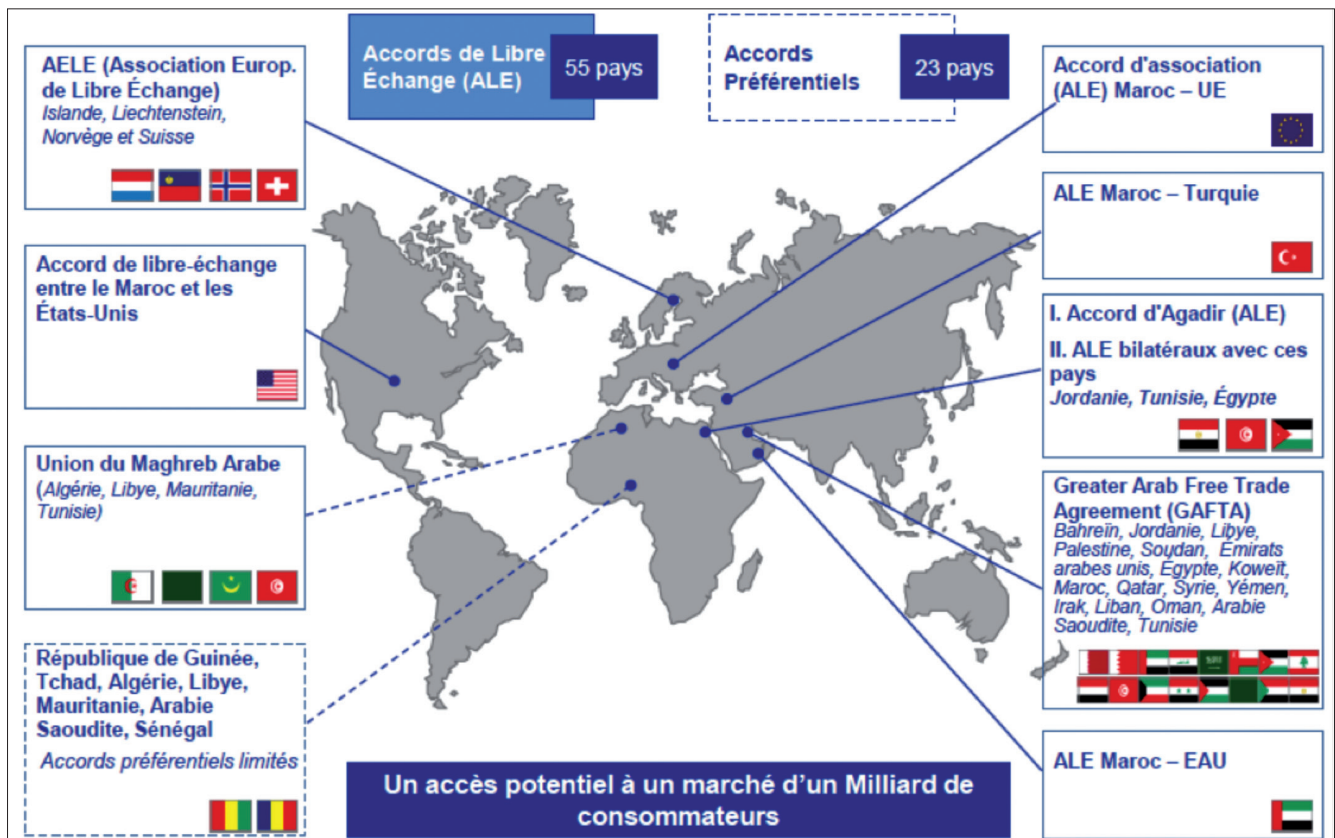 Accords de Libre
Échange (ALE)
55 pays
Accords
Préférentiels
23 pays
AELE (Association Europ.
de Libre Échange)
Islande, Liechtenstein,
Norvège et Suisse
Accord de libre-échange
entre le Maroc et les
États-Unis
Union du Maghreb Arabe
(Algérie, Libye, Mauritanie,
Tunisie)
République de Guinée,
Tchad, Algérie, Libye,
Mauritanie, Arabie
Saoudite, Sénégal
Accords préférentiels limités
Accord d'association
(ALE) Maroc – UE
ALE Maroc – Turquie
I. Accord d'Agadir (ALE)
II. ALE bilatéraux avec ces
pays
Jordanie, Tunisie, Égypte
Greater Arab Free Trade
Agreement (GAFTA)
Bahreïn, Jordanie, Libye,
Palestine, Soudan, Émirats
arabes unis, Égypte, Koweït,
Maroc, Qatar, Syrie, Yémen,
Irak, Liban, Oman, Arabie
Saoudite, Tunisie
ALE Maroc – EAU
Un accès potentiel à un marché d'un Milliard de
consommateurs